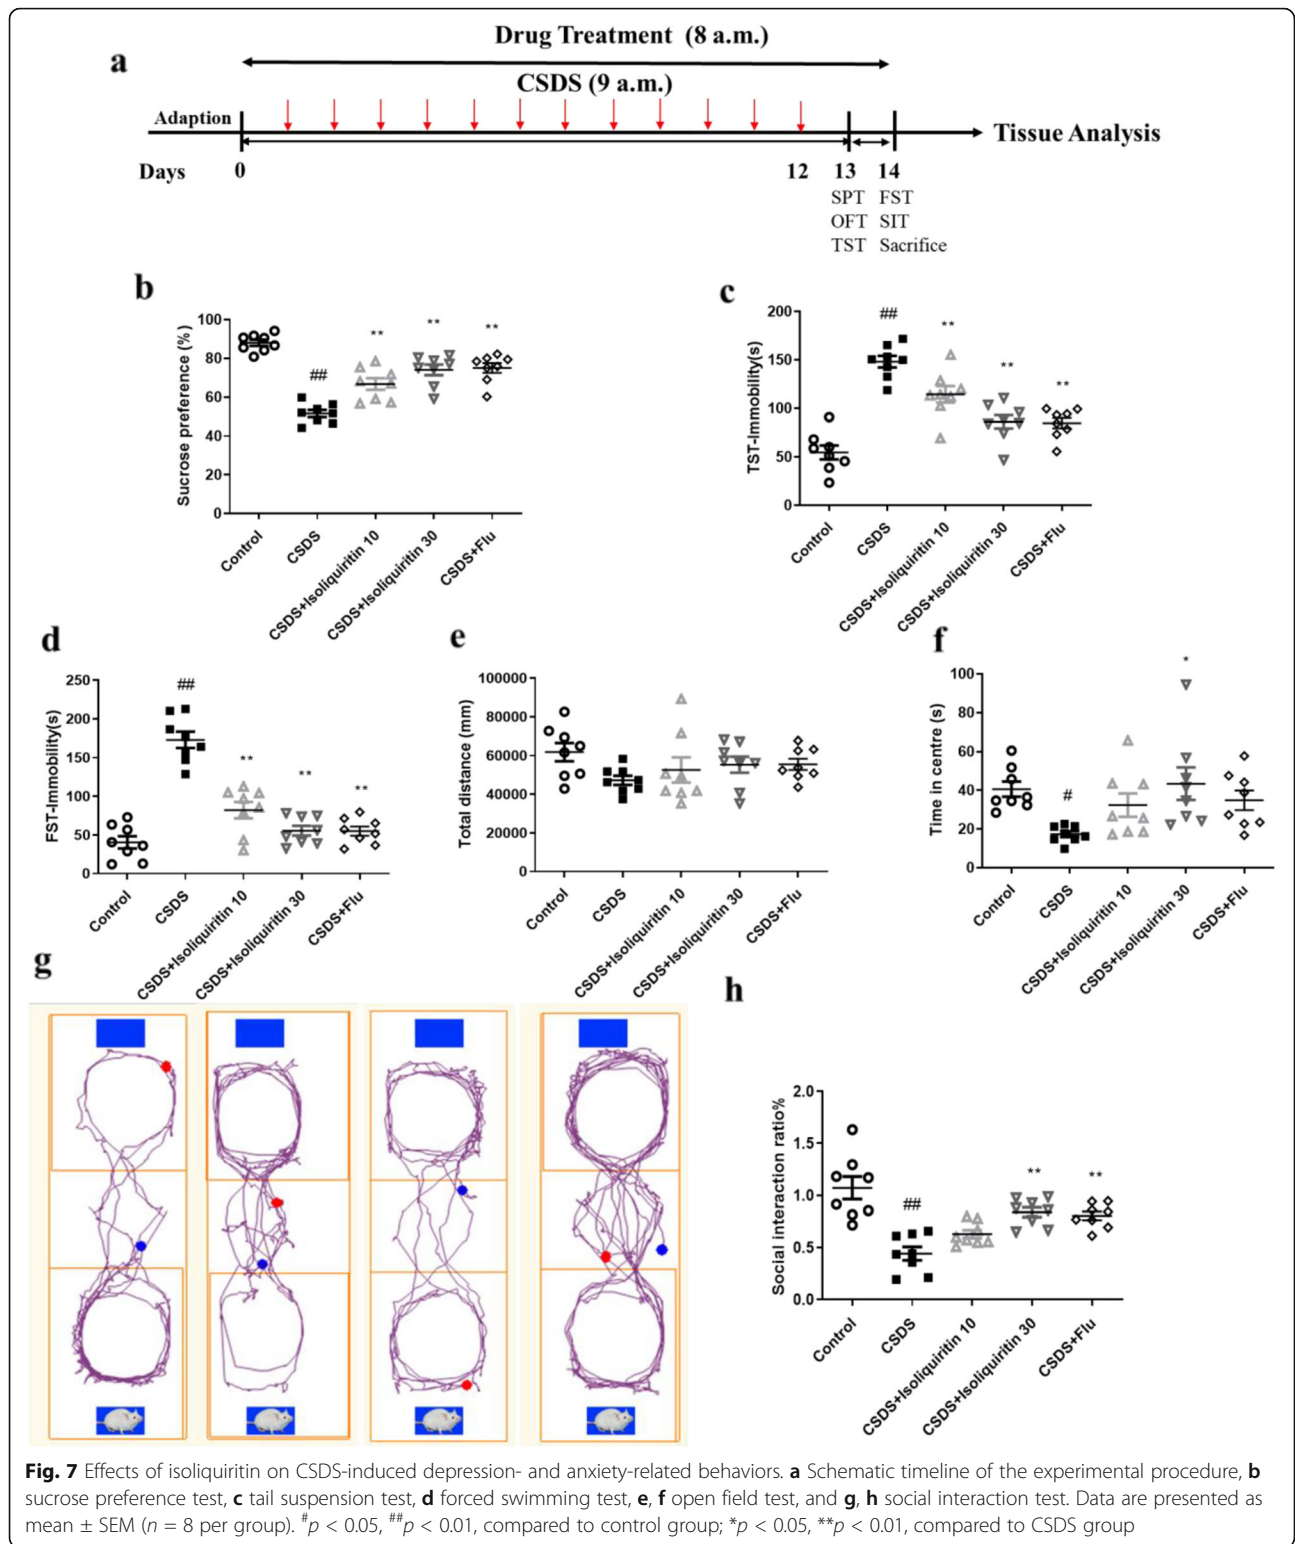 a
Drug Treatment (8 a.m.)
CSDS (9 a.m.)
Adaption
Tissue Analysis
Days 0 12 13 14
SPT FST
OFT SIT
TST Sacrifice
b
Sucrose preference (%)
100
80
60
40
20
0
##
**
**
**
Control
CSDS
CSDS+Isoliquiritin 10
CSDS+Isoliquiritin 30
CSDS+Flu
c
TST-Immobility(s)
200
150
100
50
0
##
**
**
**
Control
CSDS
CSDS+Isoliquiritin 10
CSDS+Isoliquiritin 30
CSDS+Flu
d
FST-Immobility(s)
250
200
150
100
50
0
##
**
**
**
Control
CSDS
CSDS+Isoliquiritin 10
CSDS+Isoliquiritin 30
CSDS+Flu
e
Total distance (mm)
100000
80000
60000
40000
20000
0
Control
CSDS
CSDS+Isoliquiritin 10
CSDS+Isoliquiritin 30
CSDS+Flu
f
Time in centre (s)
100
80
60
40
20
0
#
*
Control
CSDS
CSDS+Isoliquiritin 10
CSDS+Isoliquiritin 30
CSDS+Flu
g
h
Social interaction ratio%
2.0
1.5
1.0
0.5
0.0
##
**
**
Control
CSDS
CSDS+Isoliquiritin 10
CSDS+Isoliquiritin 30
CSDS+Flu
Fig. 7 Effects of isoliquiritin on CSDS-induced depression- and anxiety-related behaviors. a Schematic timeline of the experimental procedure, b
sucrose preference test, c tail suspension test, d forced swimming test, e, f open field test, and g, h social interaction test. Data are presented as
mean ± SEM (n = 8 per group). #p < 0.05, ##p < 0.01, compared to control group; *p < 0.05, **p < 0.01, compared to CSDS group